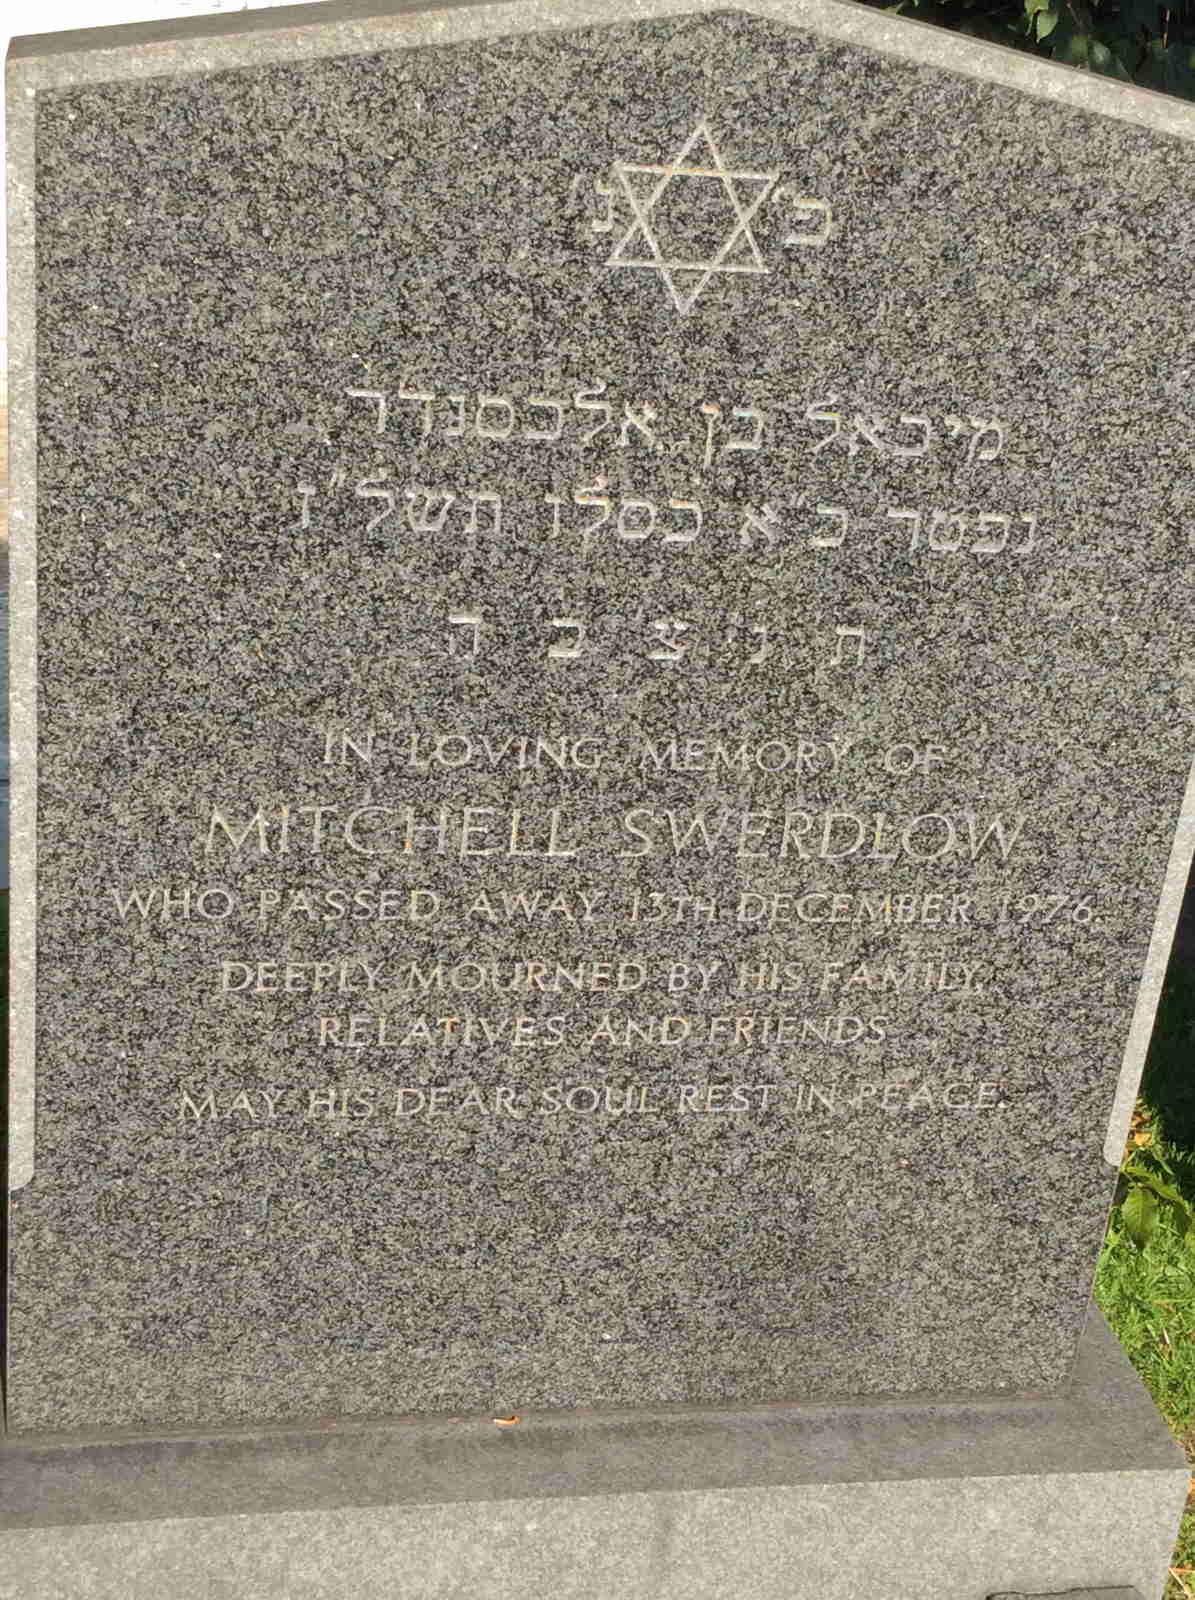 פ' נ'
מיכאל בן אלכסנדר
נפטר כ'א כסלו תשל"ז
ת נ צ ב ה
IN LOVING MEMORY OF
MITCHELL SWERDLOW
WHO PASSED AWAY 13TH DECEMBER 1976
DEEPLY MOURNED BY HIS FAMILY,
RELATIVES AND FRIENDS
MAY HIS DEAR SOUL REST IN PEACE.